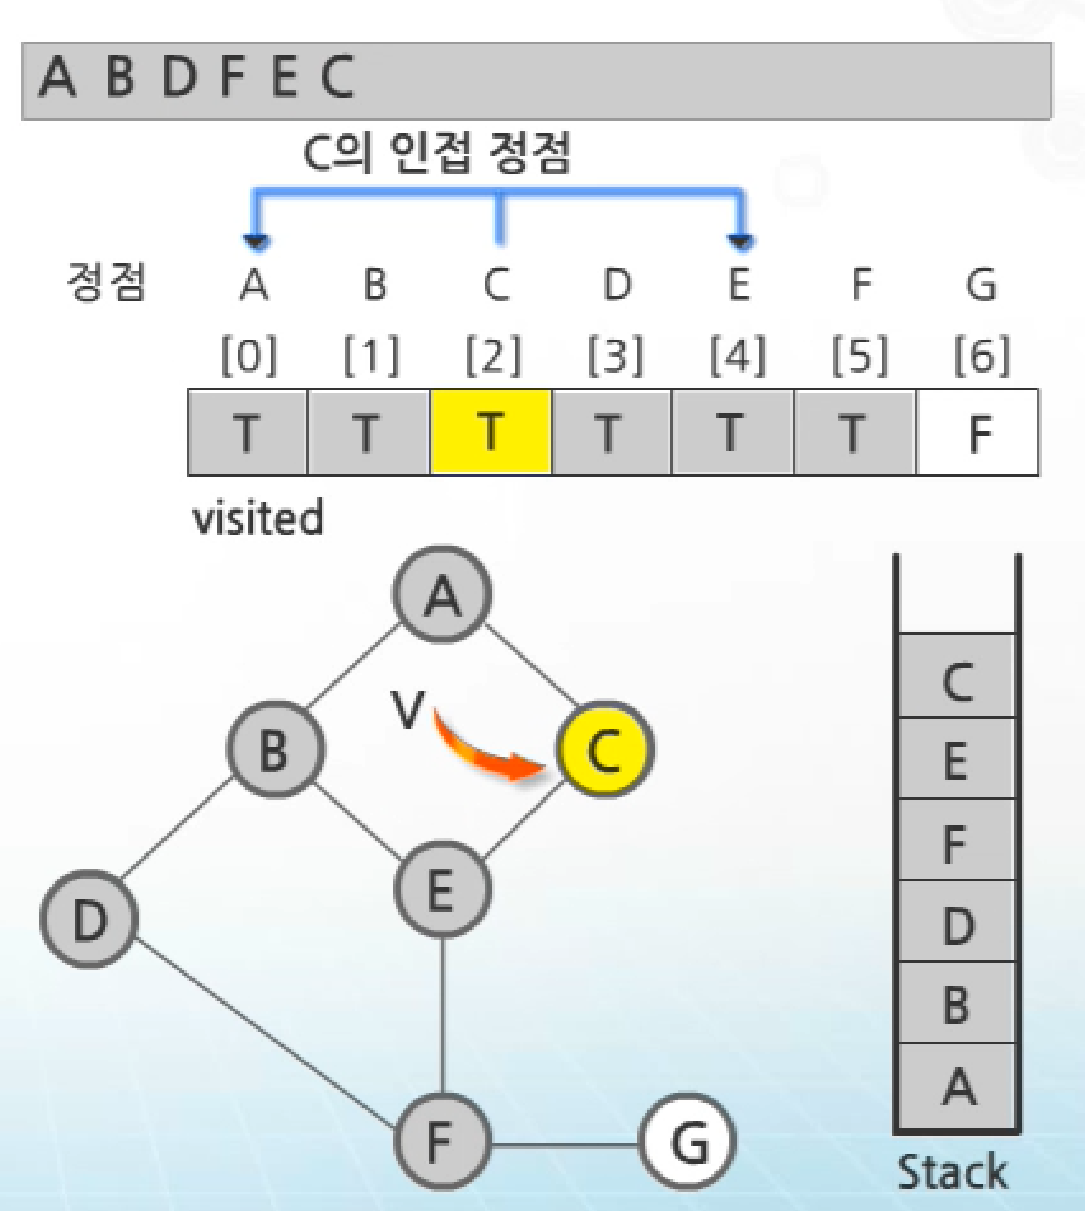 A B D F E C
C의 인접 정점
정점 A B C D E F G
[0] [1] [2] [3] [4] [5] [6]
T T T T T T F
visited
A
V
B
C
E
D
F
G
C
E
F
D
B
A
Stack